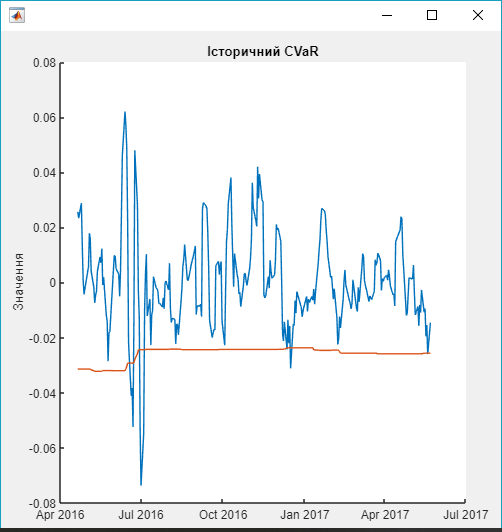 Історичний CVaR
Значення
0.08
0.06
0.04
0.02
0
-0.02
-0.04
-0.06
-0.08
Apr 2016
Jul 2016
Oct 2016
Jan 2017
Apr 2017
Jul 2017